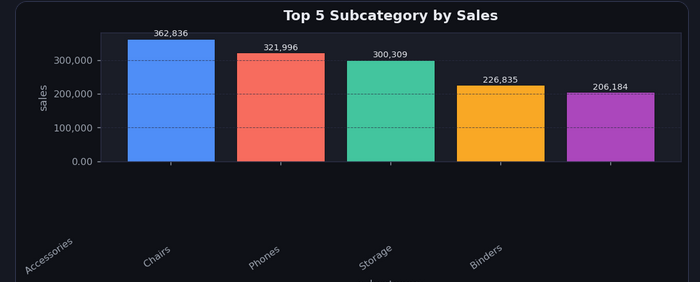 Top 5 Subcategory by Sales
362,836
321,996
300,309
226,835
206,184
sales
300,000
200,000
100,000
0.00
Accessories
Chairs
Phones
Storage
Binders